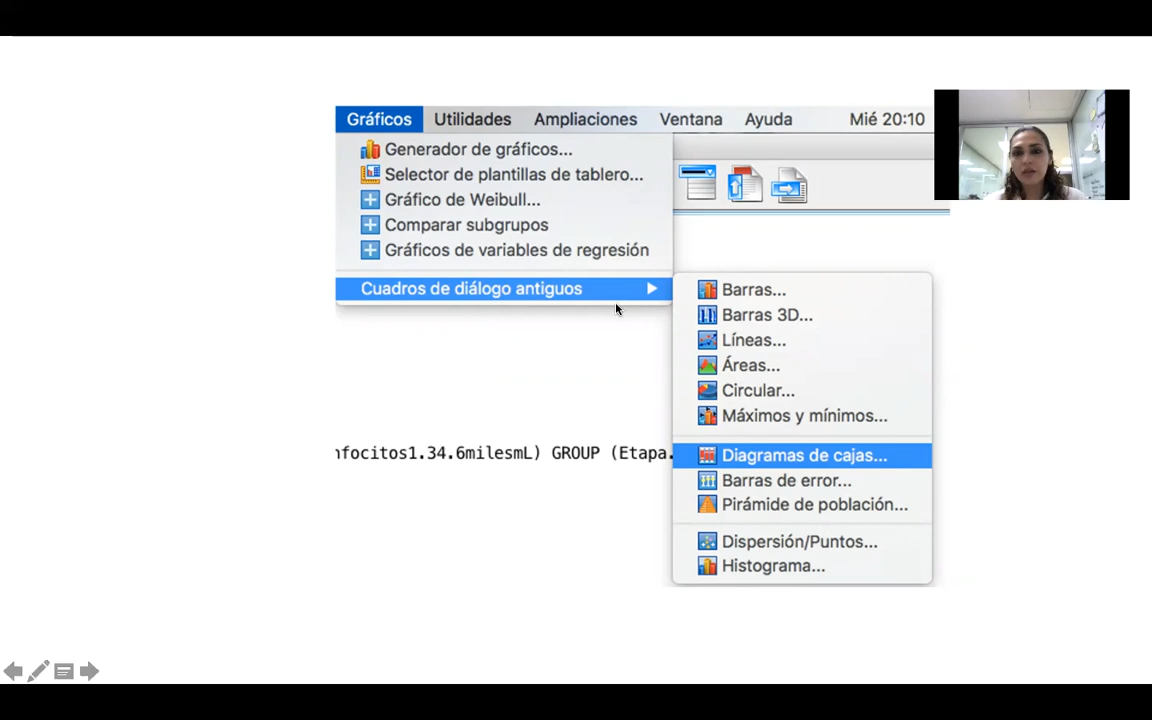 Gráficos Utilidades Ampliaciones Ventana Ayuda Mié 20:10
Generador de gráficos...
Selector de plantillas de tablero...
Gráfico de Weibull...
Comparar subgrupos
Gráficos de variables de regresión
Cuadros de diálogo antiguos
Barras...
Barras 3D...
Líneas...
Áreas...
Circular...
Máximos y mínimos...
nfocitos1.34.6milesmL) GROUP (Etapa.
Diagramas de cajas...
Barras de error...
Pirámide de población...
Dispersión/Puntos...
Histograma...